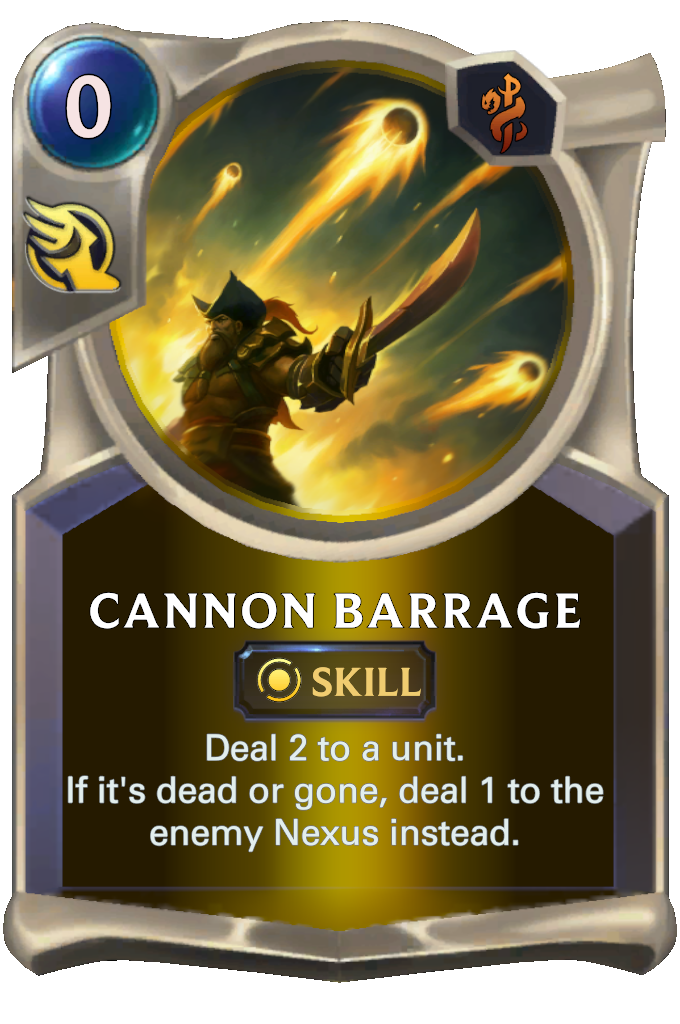 0
CANNON BARRAGE
SKILL
Deal 2 to a unit.
If it's dead or gone, deal 1 to the
enemy Nexus instead.